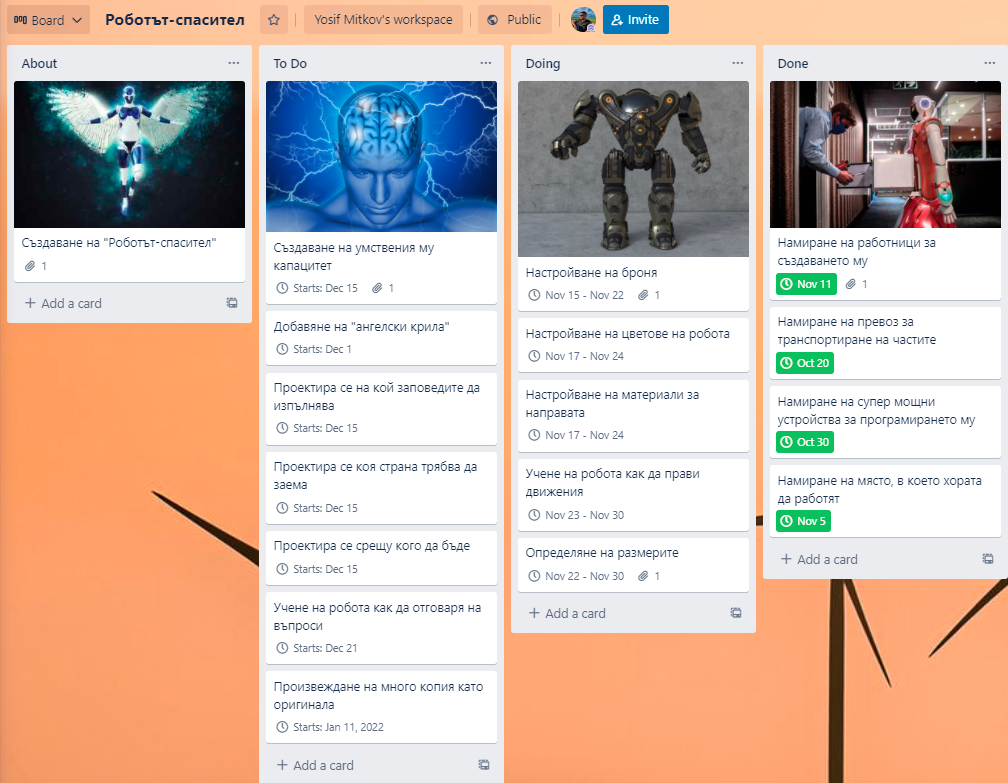 Board
Роботът-спасител
Yosif Mitkov's workspace
Public
Invite
About
Създаване на "Роботът-спасител"
1
+ Add a card
To Do
Създаване на умствения му
капацитет
Starts: Dec 15
1
Добавяне на "ангелски крила"
Starts: Dec 1
Проектира се на кой заповедите да
изпълнява
Starts: Dec 15
Проектира се коя страна трябва да
заема
Starts: Dec 15
Проектира се срещу кого да бъде
Starts: Dec 15
Учене на робота как да отговаря на
въпроси
Starts: Dec 21
Произвеждане на много копия като
оригинала
Starts: Jan 11, 2022
+ Add a card
Doing
Настройване на броня
Nov 15 - Nov 22
1
Настройване на цветове на робота
Nov 17 - Nov 24
Настройване на материали за
направата
Nov 17 - Nov 24
Учене на робота как да прави
движения
Nov 23 - Nov 30
Определяне на размерите
Nov 22 - Nov 30
1
+ Add a card
Done
Намиране на работници за
създаването му
Nov 11
1
Намиране на превоз за
транспортиране на частите
Oct 20
Намиране на супер мощни
устройства за програмирането му
Oct 30
Намиране на място, в което хората
да работят
Nov 5
+ Add a card